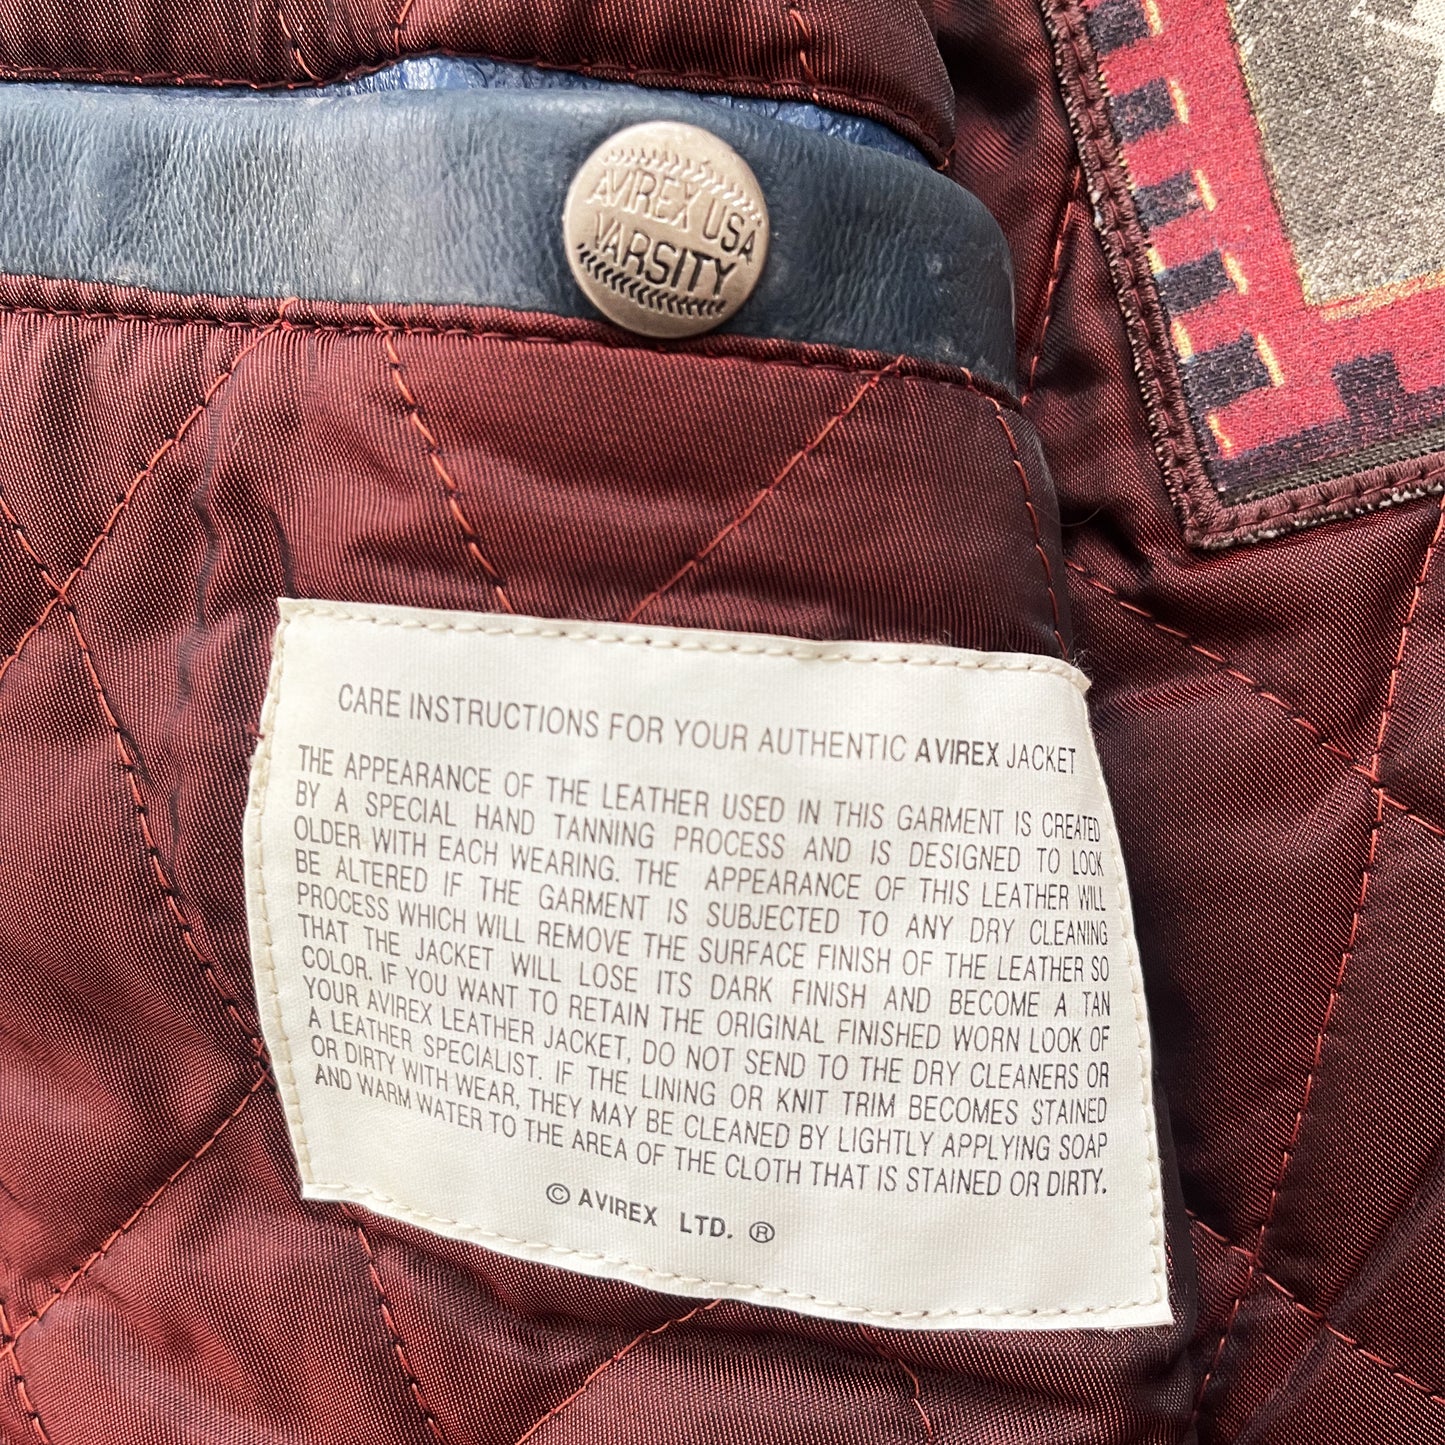 AVIREX USA
VARSITY
CARE INSTRUCTIONS FOR YOUR AUTHENTIC AVIREX JACKET
THE APPEARANCE OF THE LEATHER USED IN THIS GARMENT IS CREATED
BY A SPECIAL HAND TANNING PROCESS AND IS DESIGNED TO LOOK
OLDER WITH EACH WEARING. THE APPEARANCE OF THIS LEATHER WILL
BE ALTERED IF THE GARMENT IS SUBJECTED TO ANY DRY CLEANING
PROCESS WHICH WILL REMOVE THE SURFACE FINISH OF THE LEATHER SO
THAT THE JACKET WILL LOSE ITS DARK FINISH AND BECOME A TAN
COLOR. IF YOU WANT TO RETAIN THE ORIGINAL FINISHED WORN LOOK OF
YOUR AVIREX LEATHER JACKET, DO NOT SEND TO THE DRY CLEANERS OR
A LEATHER SPECIALIST. IF THE LINING OR KNIT TRIM BECOMES STAINED
OR DIRTY WITH WEAR, THEY MAY BE CLEANED BY LIGHTLY APPLYING SOAP
AND WARM WATER TO THE AREA OF THE CLOTH THAT IS STAINED OR DIRTY.
© AVIREX LTD. ®